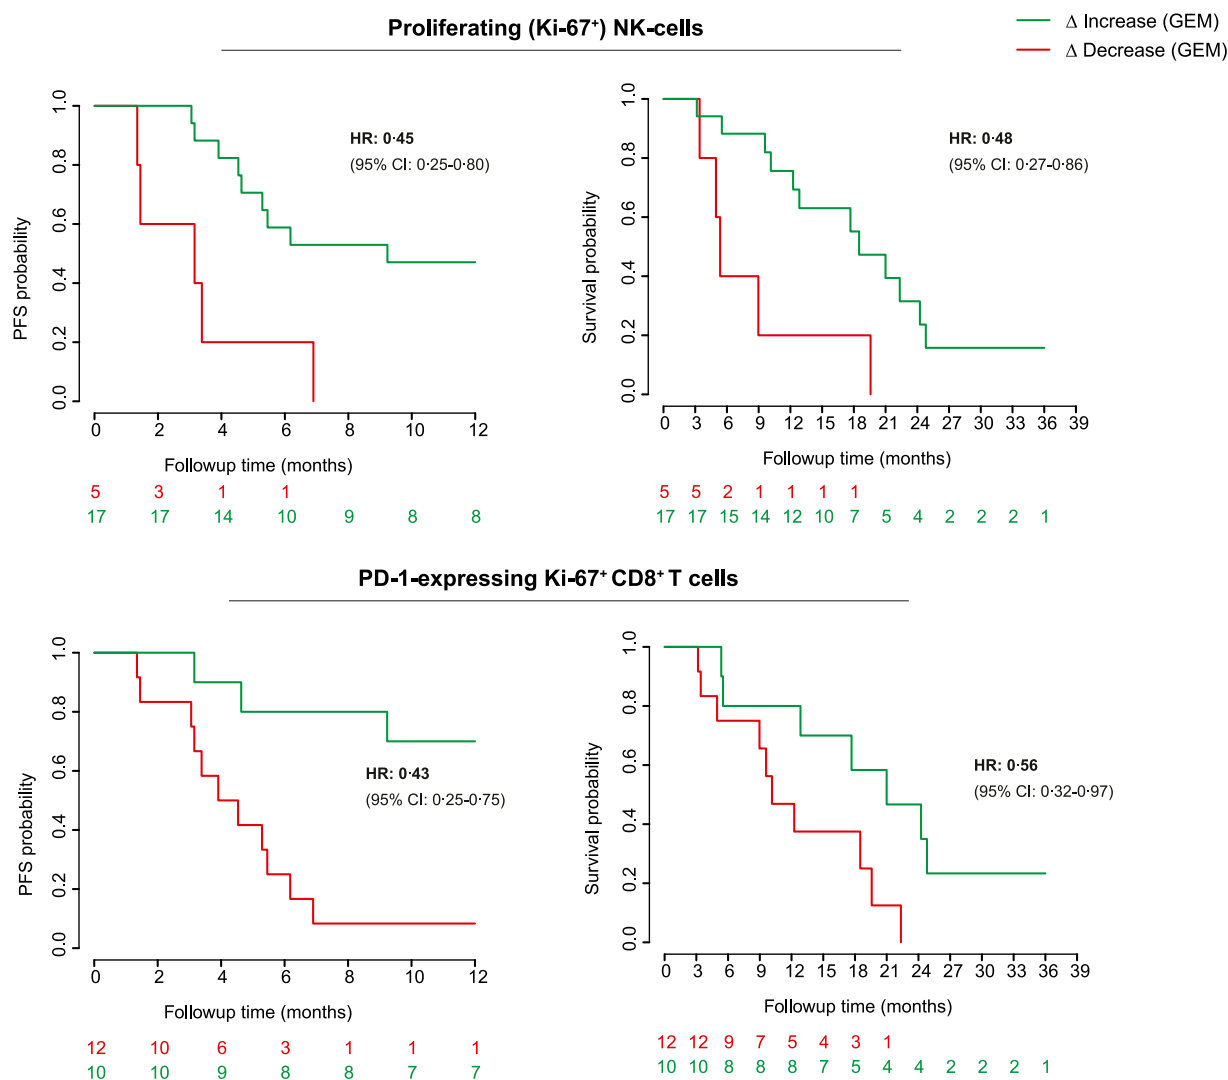 Proliferating (Ki-67⁺) NK-cells
Δ Increase (GEM)
Δ Decrease (GEM)
PFS probability
0.0 0.2 0.4 0.6 0.8 1.0
HR: 0·45
(95% CI: 0·25-0·80)
0 2 4 6 8 10 12
Followup time (months)
5 3 1 1
17 17 14 10 9 8 8
Survival probability
0.0 0.2 0.4 0.6 0.8 1.0
HR: 0·48
(95% CI: 0·27-0·86)
0 3 6 9 12 15 18 21 24 27 30 33 36 39
Followup time (months)
5 5 2 1 1 1 1
17 17 15 14 12 10 7 5 4 2 2 2 1
PD-1-expressing Ki-67⁺ CD8⁺ T cells
PFS probability
0.0 0.2 0.4 0.6 0.8 1.0
HR: 0·43
(95% CI: 0·25-0·75)
0 2 4 6 8 10 12
Followup time (months)
12 10 6 3 1 1 1
10 10 9 8 8 7 7
Survival probability
0.0 0.2 0.4 0.6 0.8 1.0
HR: 0·56
(95% CI: 0·32-0·97)
0 3 6 9 12 15 18 21 24 27 30 33 36 39
Followup time (months)
12 12 9 7 5 4 3 1
10 10 8 8 8 7 5 4 4 2 2 2 1